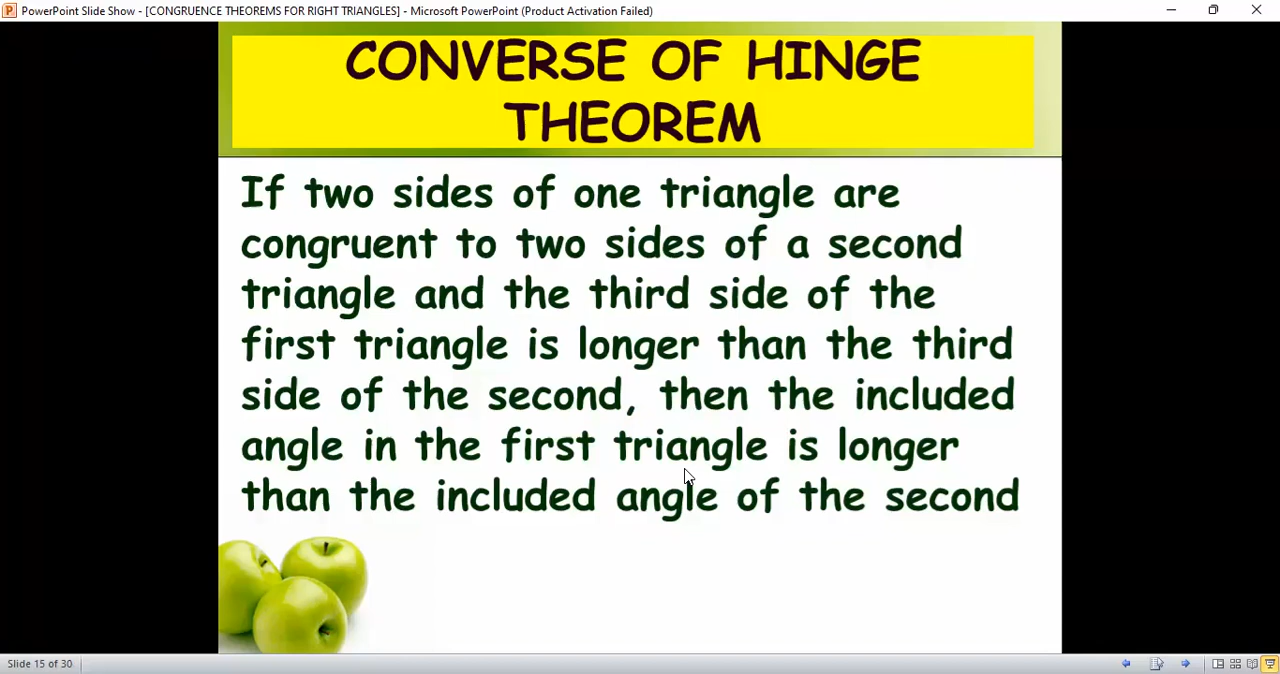 PowerPoint Slide Show - [CONGRUENCE THEOREMS FOR RIGHT TRIANGLES] - Microsoft PowerPoint (Product Activation Failed)
CONVERSE OF HINGE
THEOREM
If two sides of one triangle are
congruent to two sides of a second
triangle and the third side of the
first triangle is longer than the third
side of the second, then the included
angle in the first triangle is longer
than the included angle of the second
Slide 15 of 30